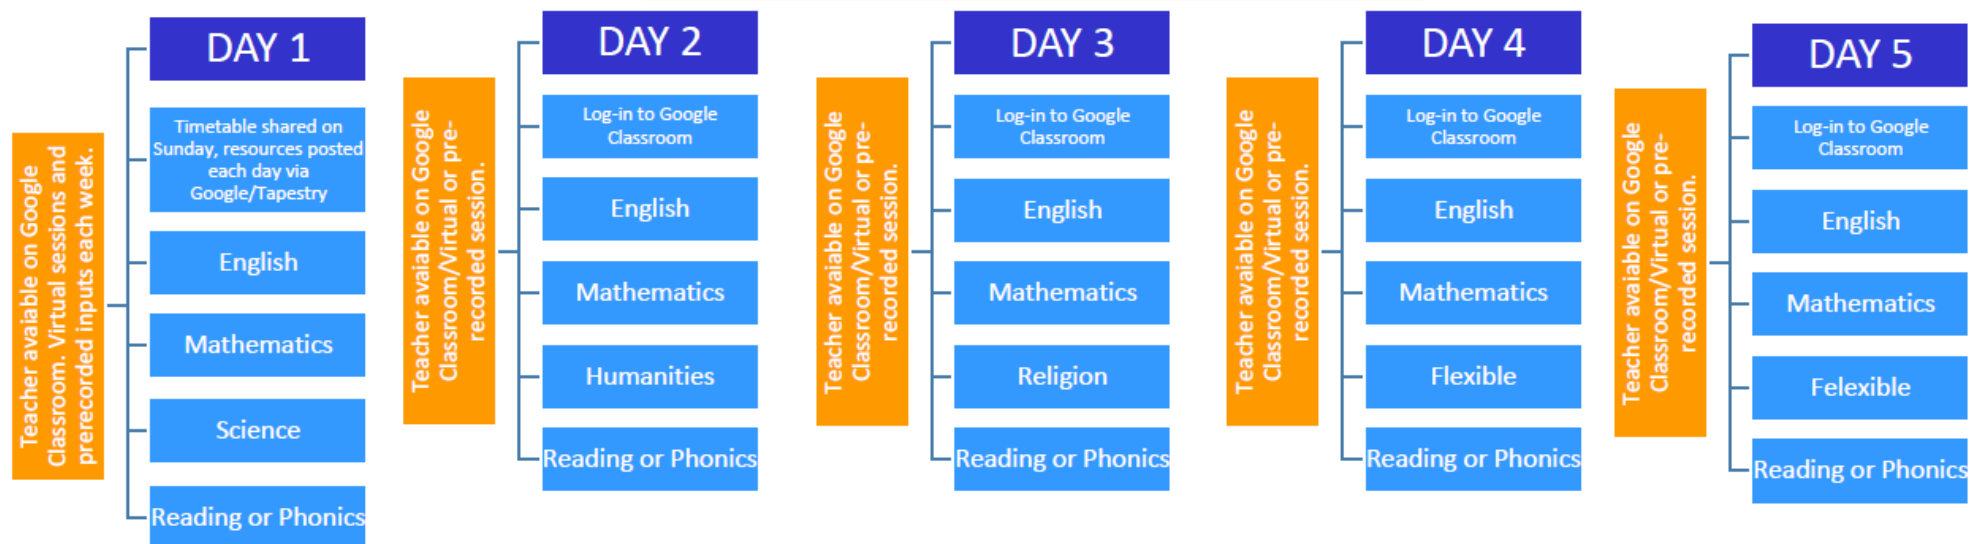 Teacher avaiable on Google
Classroom. Virtual sessions and
prerecorded inputs each week.
DAY 1
Timetable shared on
Sunday, resources posted
each day via
Google/Tapestry
English
Mathematics
Science
Reading or Phonics
Teacher avaiable on Google
Classroom/Virtual or pre-
recorded session.
DAY 2
Log-in to Google
Classroom
English
Mathematics
Humanities
Reading or Phonics
Teacher avaiable on Google
Classroom/Virtual or pre-
recorded session.
DAY 3
Log-in to Google
Classroom
English
Mathematics
Religion
Reading or Phonics
Teacher avaiable on Google
Classroom/Virtual or pre-
recorded session.
DAY 4
Log-in to Google
Classroom
English
Mathematics
Flexible
Reading or Phonics
Teacher avaiable on Google
Classroom/Virtual or pre-
recorded session.
DAY 5
Log-in to Google
Classroom
English
Mathematics
Felexible
Reading or Phonics